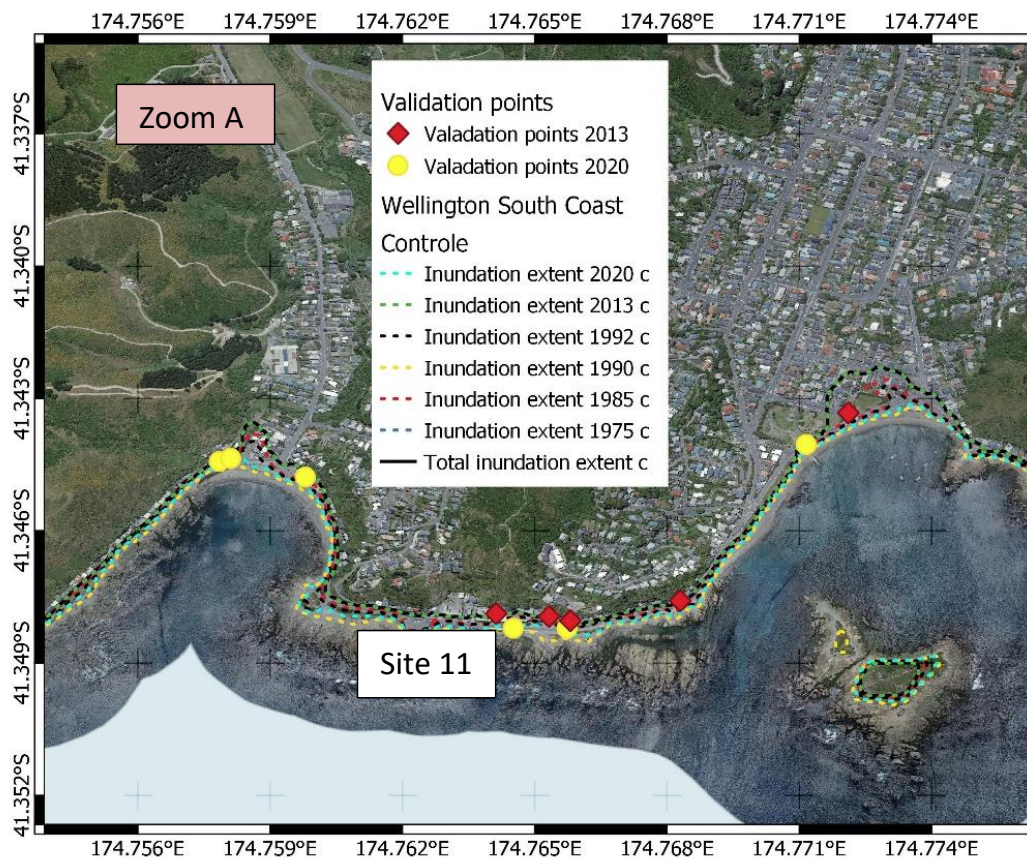 174.756°E 174.759°E 174.762°E 174.765°E 174.768°E 174.771°E 174.774°E
Zoom A
Validation points
Valadation points 2013
Valadation points 2020
Wellington South Coast
Controle
Inundation extent 2020 c
Inundation extent 2013 c
Inundation extent 1992 c
Inundation extent 1990 c
Inundation extent 1985 c
Inundation extent 1975 c
Total inundation extent c
41.337°S
41.340°S
41.343°S
41.346°S
41.349°S
41.352°S
Site 11
174.756°E 174.759°E 174.762°E 174.765°E 174.768°E 174.771°E 174.774°E